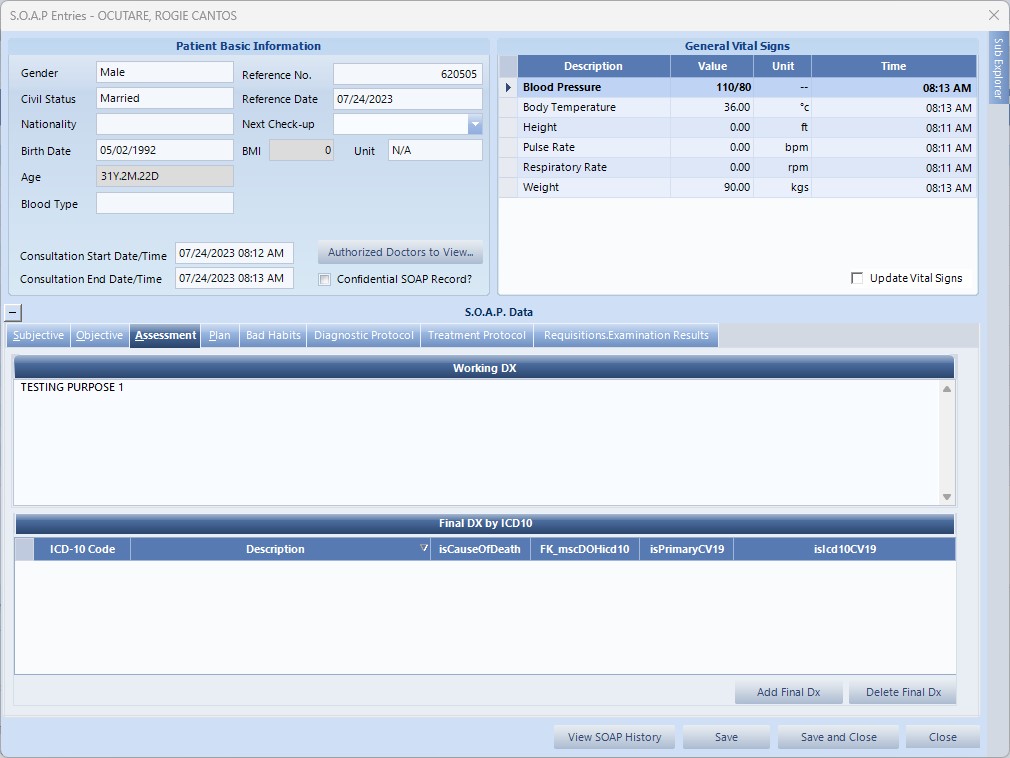 S.O.A.P Entries - OCUTARE, ROGIE CANTOS
Sub Explorer
Patient Basic Information
Gender Male Reference No. 620505
Civil Status Married Reference Date 07/24/2023
Nationality Next Check-up
Birth Date 05/02/1992 BMI 0 Unit N/A
Age 31Y.2M.22D
Blood Type
Consultation Start Date/Time 07/24/2023 08:12 AM Authorized Doctors to View...
Consultation End Date/Time 07/24/2023 08:13 AM Confidential SOAP Record?
General Vital Signs
Description Value Unit Time
Blood Pressure 110/80 -- 08:13 AM
Body Temperature 36.00 °c 08:13 AM
Height 0.00 ft 08:11 AM
Pulse Rate 0.00 bpm 08:11 AM
Respiratory Rate 0.00 rpm 08:11 AM
Weight 90.00 kgs 08:13 AM
Update Vital Signs
S.O.A.P. Data
Subjective Objective Assessment Plan Bad Habits Diagnostic Protocol Treatment Protocol Requisitions.Examination Results
Working DX
TESTING PURPOSE 1
Final DX by ICD10
ICD-10 Code Description isCauseOfDeath FK_mscDOHicd10 isPrimaryCV19 isIcd10CV19
Add Final Dx Delete Final Dx
View SOAP History Save Save and Close Close